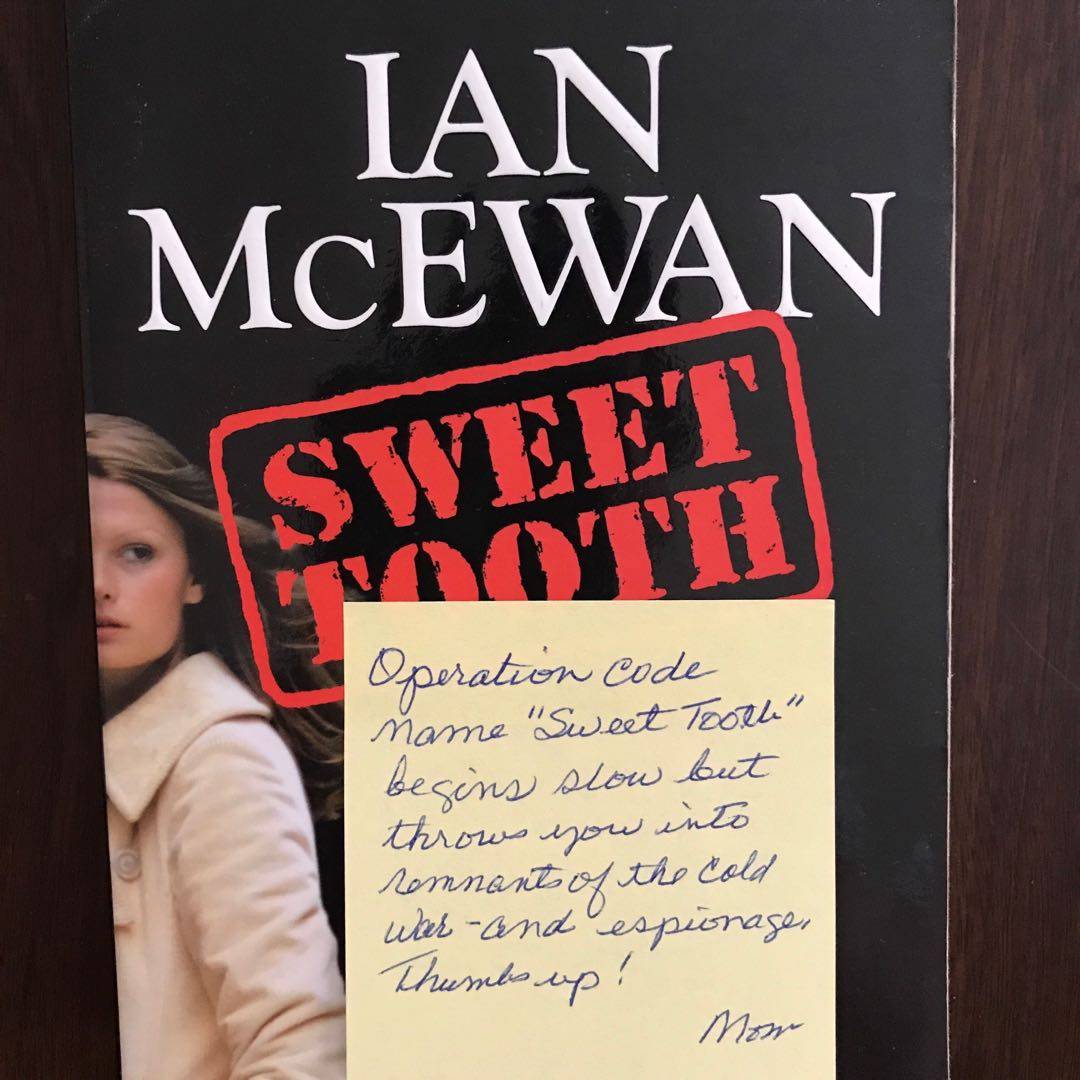 IAN
McEWAN
SWEET
TOOTH
Operation code
name "Sweet Tooth"
begins slow but
throws you into
remnants of the cold
war - and espionage.
Thumbs up!
Mom